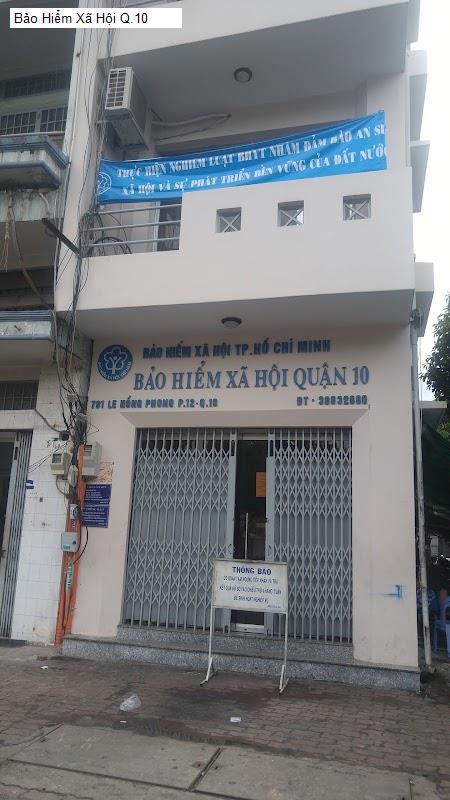 Bảo Hiểm Xã Hội Q.10
THỰC HIỆN NGHIÊM LUẬT BHYT NHẰM ĐẢM BẢO AN SI
XÃ HỘI VÀ SỰ PHÁT TRIỂN BỀN VỮNG CỦA ĐẤT NƯỚC
BẢO HIỂM XÃ HỘI TP.HỒ CHÍ MINH
BẢO HIỂM XÃ HỘI QUẬN 10
781 LE HỒNG PHONG P.12-Q.10 ĐT - 38632680
THÔNG BÁO